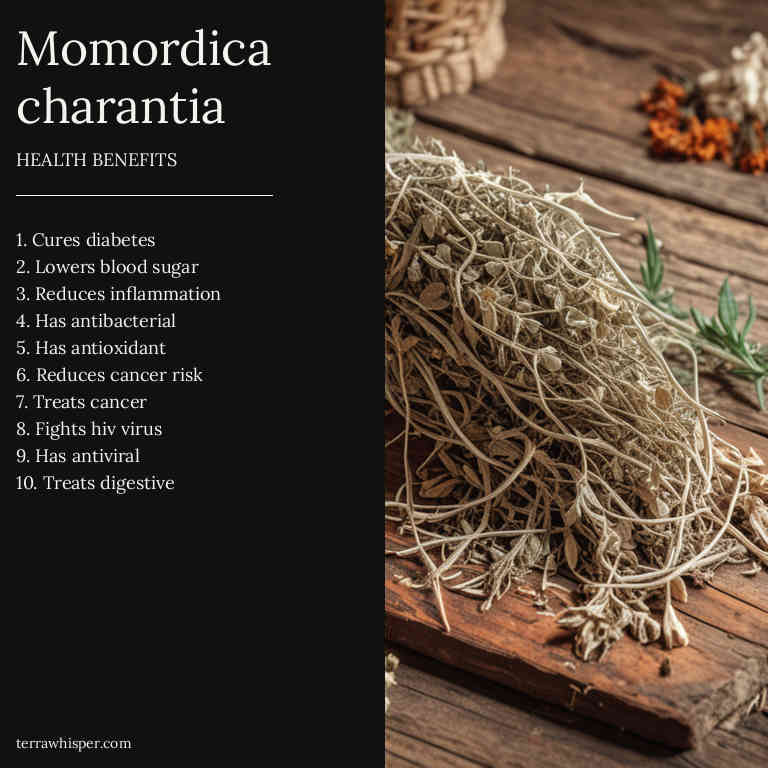 Momordica
charantia
HEALTH BENEFITS
1. Cures diabetes
2. Lowers blood sugar
3. Reduces inflammation
4. Has antibacterial
5. Has antioxidant
6. Reduces cancer risk
7. Treats cancer
8. Fights hiv virus
9. Has antiviral
10. Treats digestive
terrawhisper.com